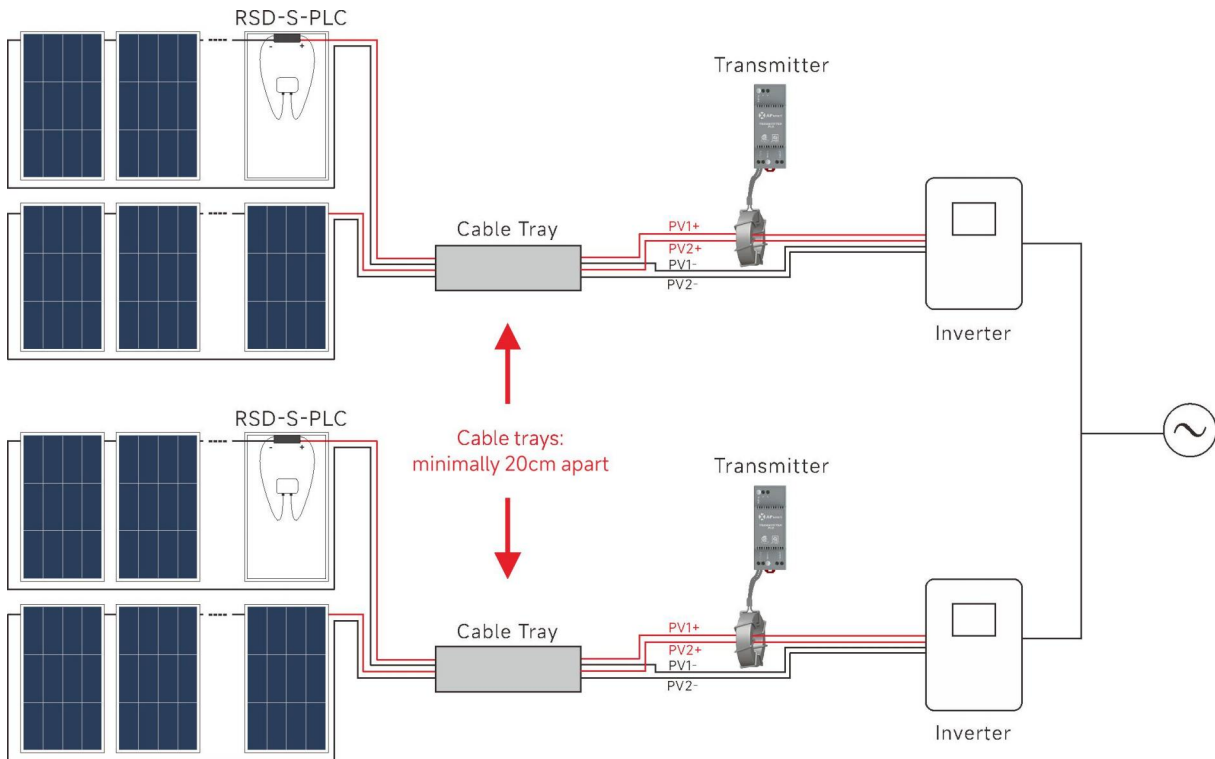 RSD-S-PLC
- +
Transmitter
Cable Tray
PV1+
PV2+
PV1-
PV2-
Inverter
Cable trays:
minimally 20cm apart
RSD-S-PLC
- +
Transmitter
Cable Tray
PV1+
PV2+
PV1-
PV2-
Inverter